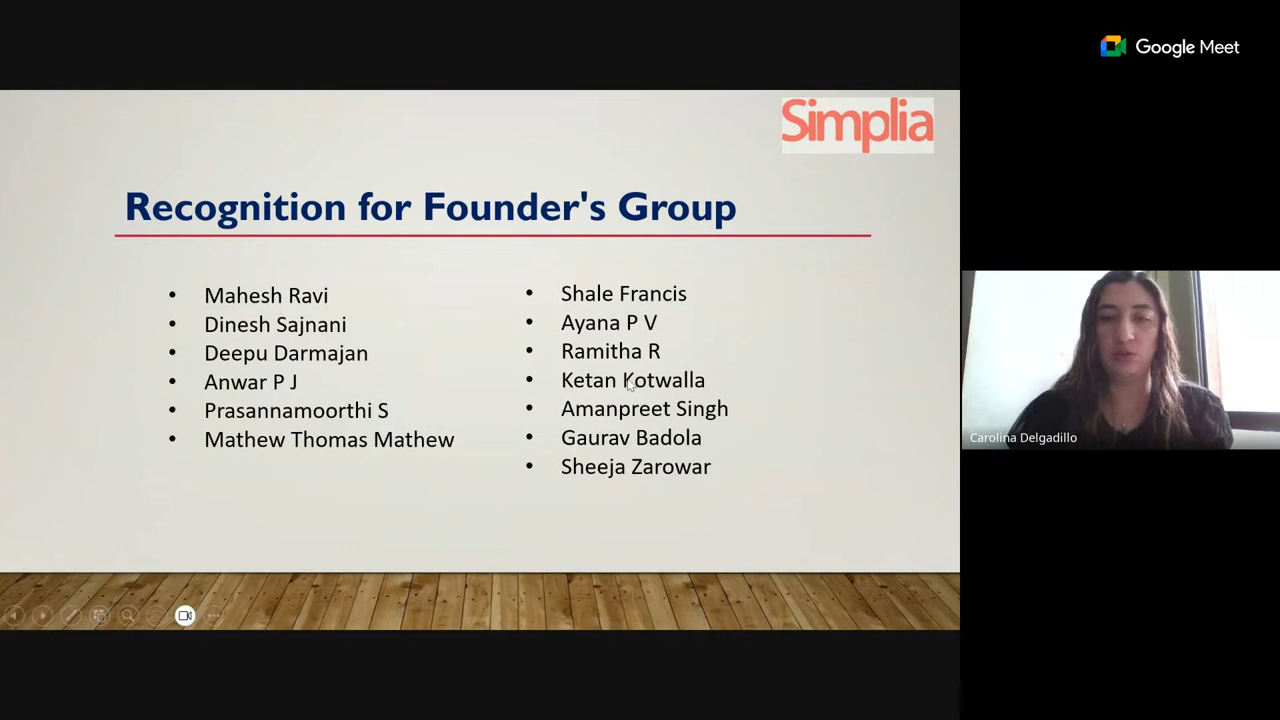 Google Meet
Simplia
Recognition for Founder's Group
• Mahesh Ravi
• Dinesh Sajnani
• Deepu Darmajan
• Anwar P J
• Prasannamoorthi S
• Mathew Thomas Mathew
• Shale Francis
• Ayana P V
• Ramitha R
• Ketan Kotwalla
• Amanpreet Singh
• Gaurav Badola
• Sheeja Zarowar
Carolina Delgadillo